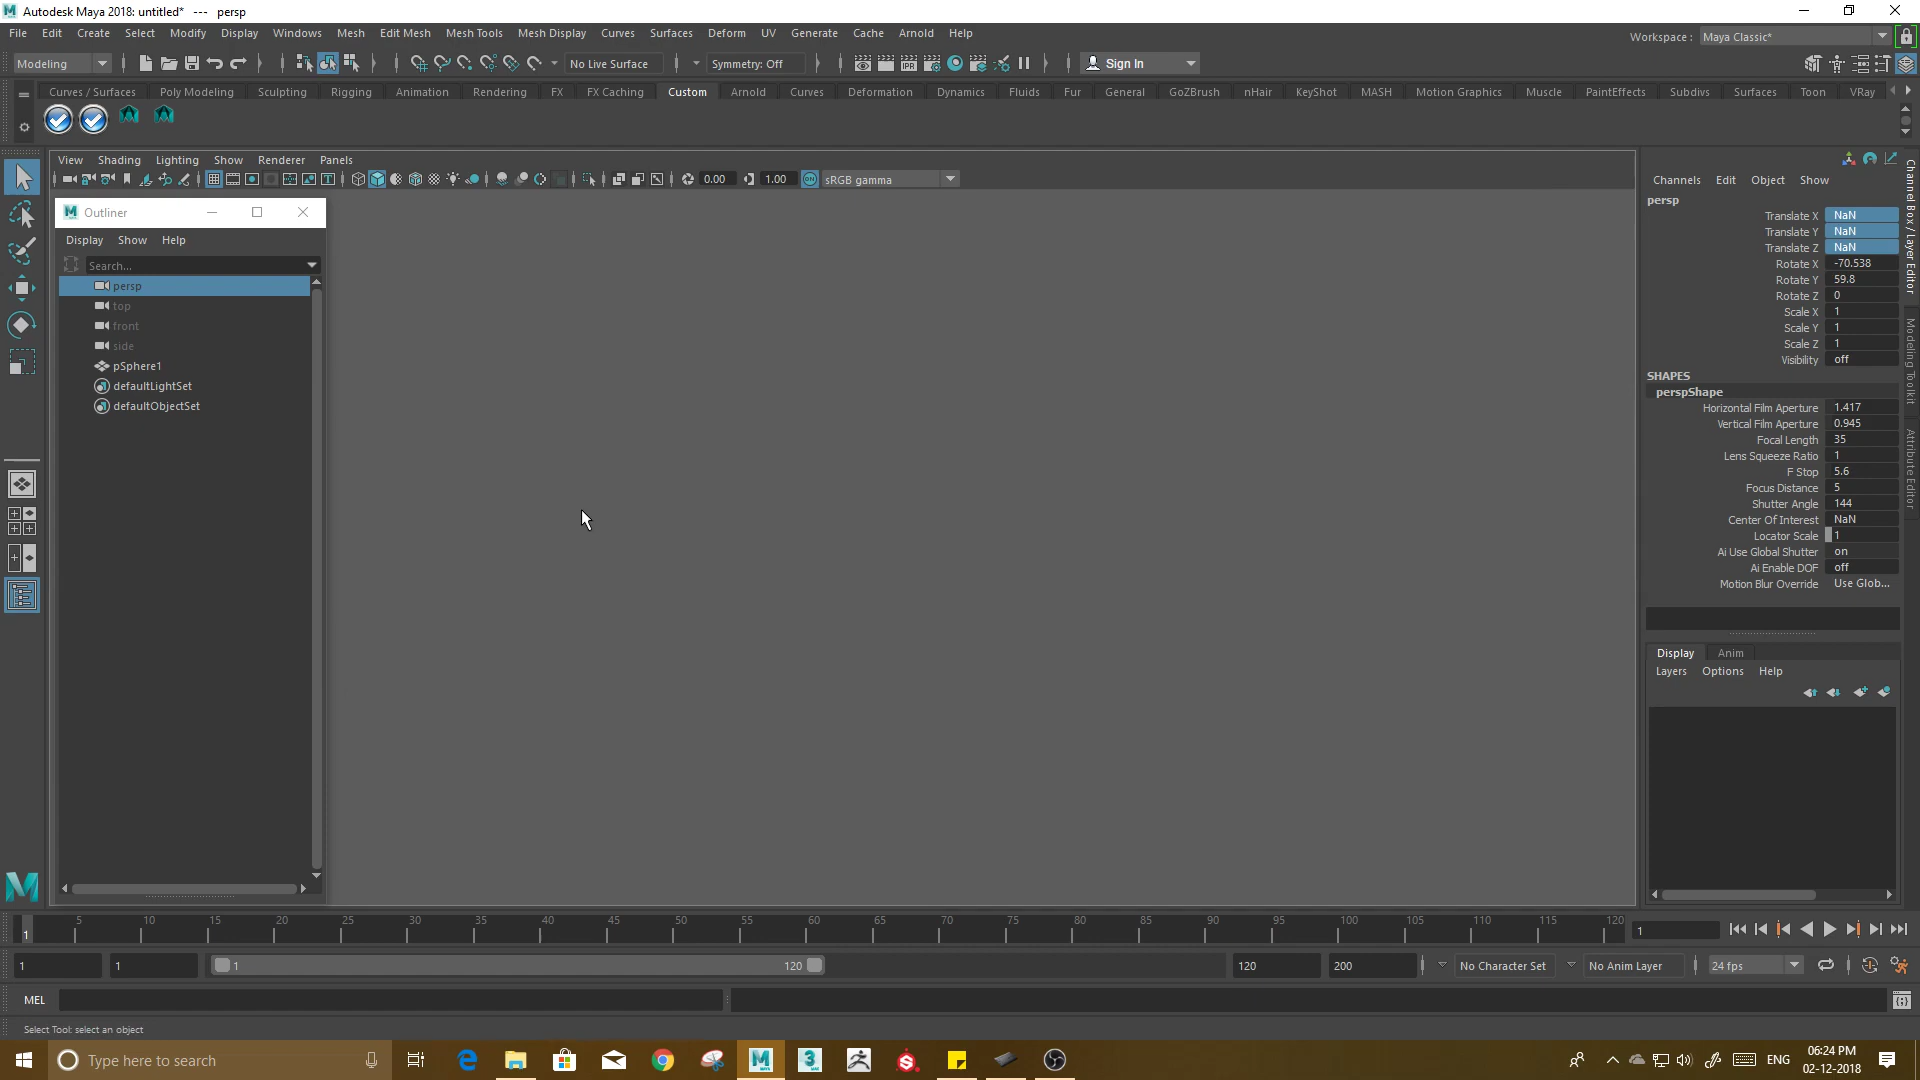 Autodesk Maya 2018: untitled*   ---   persp
File Edit Create Select Modify Display Windows Mesh Edit Mesh Mesh Tools Mesh Display Curves Surfaces Deform UV Generate Cache Arnold Help
Workspace : Maya Classic*
Modeling No Live Surface Symmetry: Off IPR Sign In
Curves / Surfaces Poly Modeling Sculpting Rigging Animation Rendering FX FX Caching Custom Arnold Curves Deformation Dynamics Fluids Fur General GoZBrush nHair KeyShot MASH Motion Graphics Muscle PaintEffects Subdivs Surfaces Toon VRay
View Shading Lighting Show Renderer Panels
0.00 1.00 ON sRGB gamma
Outliner
Display Show Help
Search...
persp
top
front
side
pSphere1
defaultLightSet
defaultObjectSet
Channels Edit Object Show
persp
Translate X NaN
Translate Y NaN
Translate Z NaN
Rotate X -70.538
Rotate Y 59.8
Rotate Z 0
Scale X 1
Scale Y 1
Scale Z 1
Visibility off
SHAPES
perspShape
Horizontal Film Aperture 1.417
Vertical Film Aperture 0.945
Focal Length 35
Lens Squeeze Ratio 1
F Stop 5.6
Focus Distance 5
Shutter Angle 144
Center Of Interest NaN
Locator Scale 1
Ai Use Global Shutter on
Ai Enable DOF off
Motion Blur Override Use Glob...
Channel Box / Layer Editor
Modeling Toolkit
Attribute Editor
Display Anim
Layers Options Help
1 5 10 15 20 25 30 35 40 45 50 55 60 65 70 75 80 85 90 95 100 105 110 115 120 1
1 1 1 120 120 200 No Character Set No Anim Layer 24 fps
MEL
Select Tool: select an object
Type here to search
ENG
06:24 PM
02-12-2018